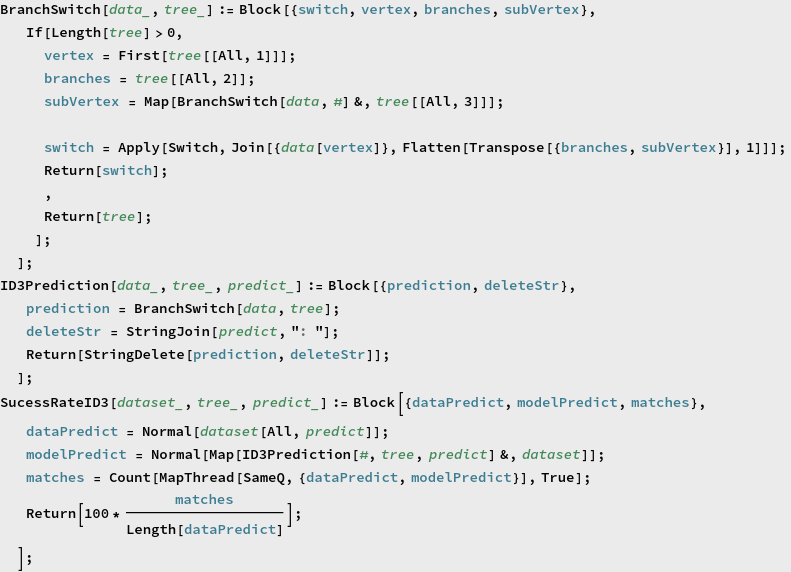 BranchSwitch[data_, tree_] := Block[{switch, vertex, branches, subVertex},
If[Length[tree] > 0,
vertex = First[tree[[All, 1]]];
branches = tree[[All, 2]];
subVertex = Map[BranchSwitch[data, #] &, tree[[All, 3]]];
switch = Apply[Switch, Join[{data[vertex]}, Flatten[Transpose[{branches, subVertex}], 1]]];
Return[switch];
,
Return[tree];
];
];
ID3Prediction[data_, tree_, predict_] := Block[{prediction, deleteStr},
prediction = BranchSwitch[data, tree];
deleteStr = StringJoin[predict, ": "];
Return[StringDelete[prediction, deleteStr]];
];
SucessRateID3[dataset_, tree_, predict_] := Block[{dataPredict, modelPredict, matches},
dataPredict = Normal[dataset[All, predict]];
modelPredict = Normal[Map[ID3Prediction[#, tree, predict] &, dataset]];
matches = Count[MapThread[SameQ, {dataPredict, modelPredict}], True];
matches
Return[100 * ];
Length[dataPredict]
];